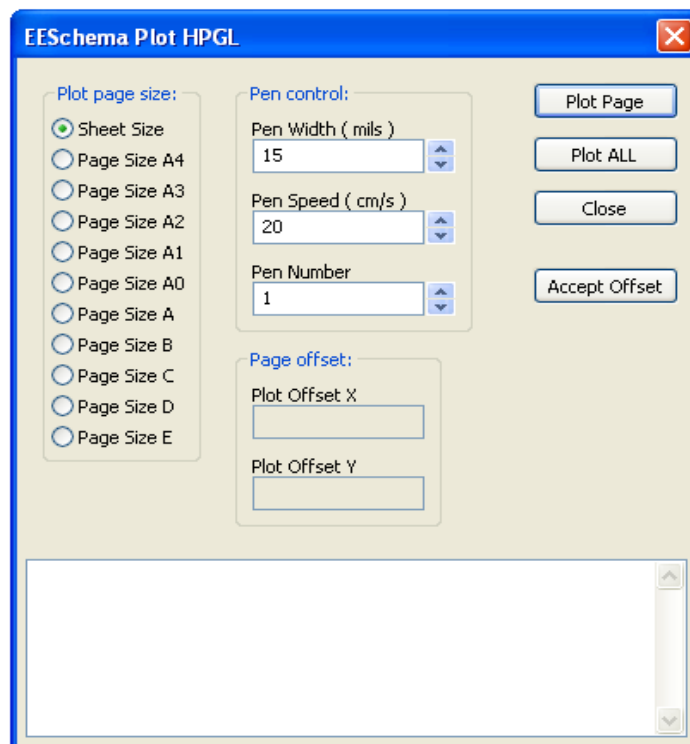 EESchema Plot HPGL
Plot page size:
Sheet Size
Page Size A4
Page Size A3
Page Size A2
Page Size A1
Page Size A0
Page Size A
Page Size B
Page Size C
Page Size D
Page Size E
Pen control:
Pen Width ( mils )
15
Pen Speed ( cm/s )
20
Pen Number
1
Page offset:
Plot Offset X
Plot Offset Y
Plot Page
Plot ALL
Close
Accept Offset